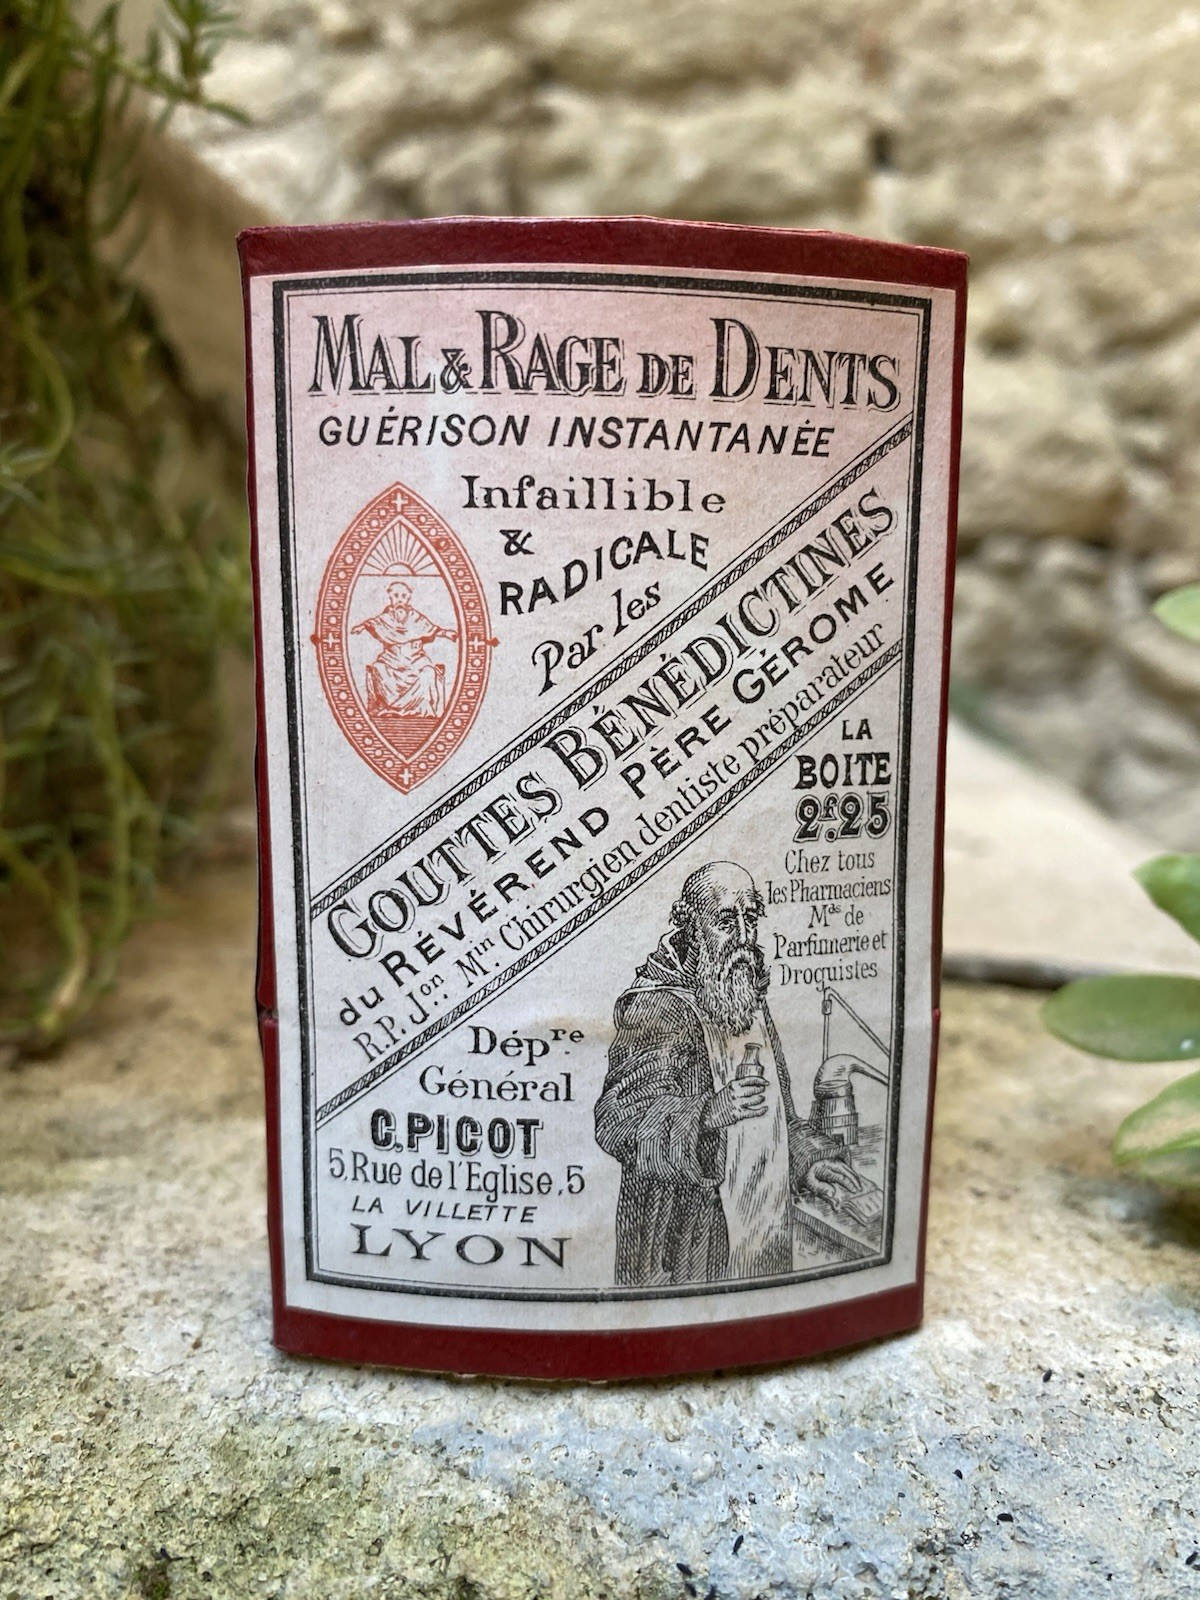 MAL & RAGE DE DENTS
GUÉRISON INSTANTANÉE
Infaillible
&
RADICALE
Par les
GOUTTES BÉNÉDICTINES
du RÉVÉREND PÈRE GÉROME
R.P. Jon: Min. Chirurgien dentiste préparateur
LA
BOITE
2f.25
Chez tous
les Pharmaciens
Mds de
Parfumerie et
Droguistes
Dépre
Général
C. PICOT
5, Rue de l'Eglise, 5
LA VILLETTE
LYON